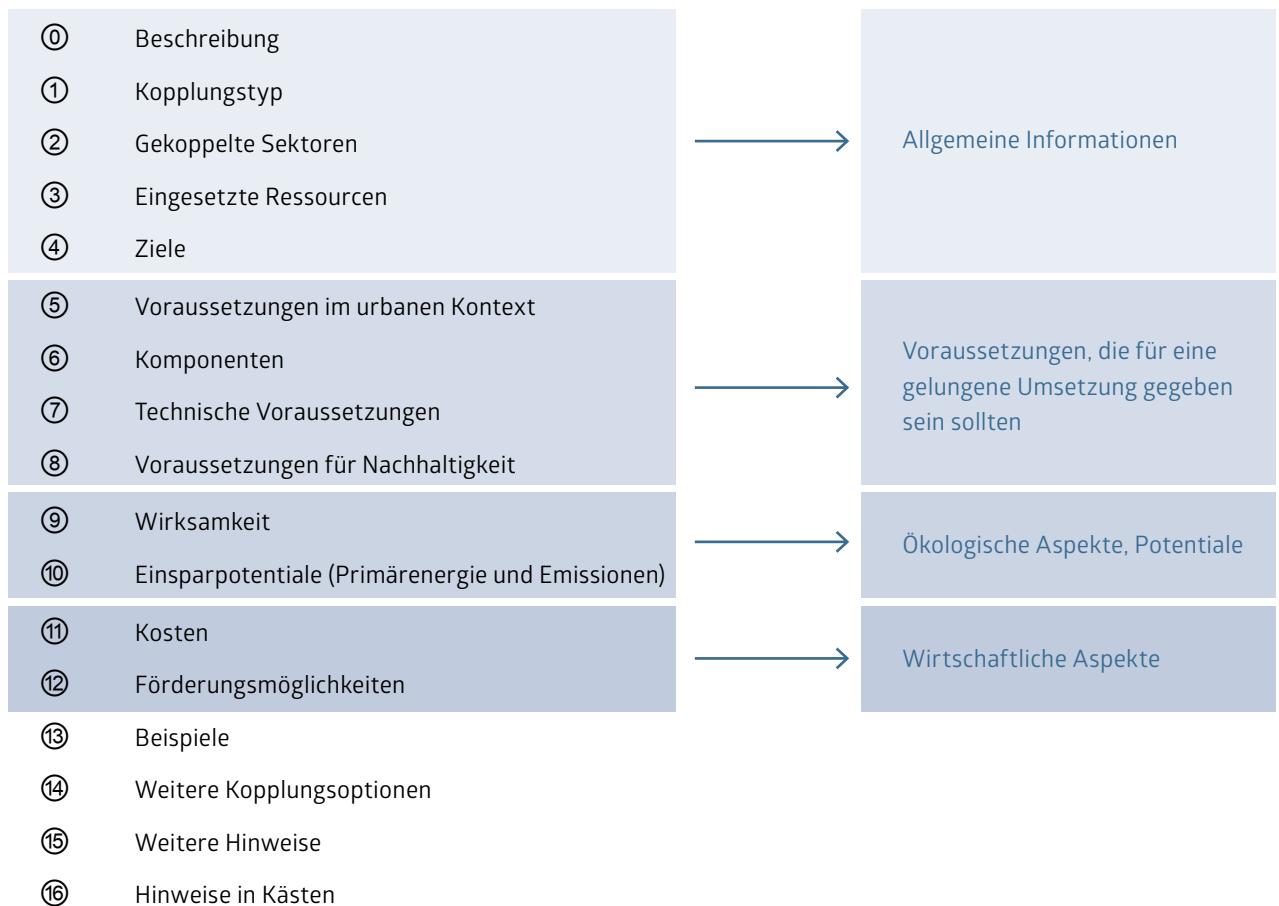 ⓪ Beschreibung
① Kopplungstyp
② Gekoppelte Sektoren
③ Eingesetzte Ressourcen
④ Ziele
Allgemeine Informationen
⑤ Voraussetzungen im urbanen Kontext
⑥ Komponenten
⑦ Technische Voraussetzungen
⑧ Voraussetzungen für Nachhaltigkeit
Voraussetzungen, die für eine
gelungene Umsetzung gegeben
sein sollten
⑨ Wirksamkeit
⑩ Einsparpotentiale (Primärenergie und Emissionen)
Ökologische Aspekte, Potentiale
⑪ Kosten
⑫ Förderungsmöglichkeiten
Wirtschaftliche Aspekte
⑬ Beispiele
⑭ Weitere Kopplungsoptionen
⑮ Weitere Hinweise
⑯ Hinweise in Kästen